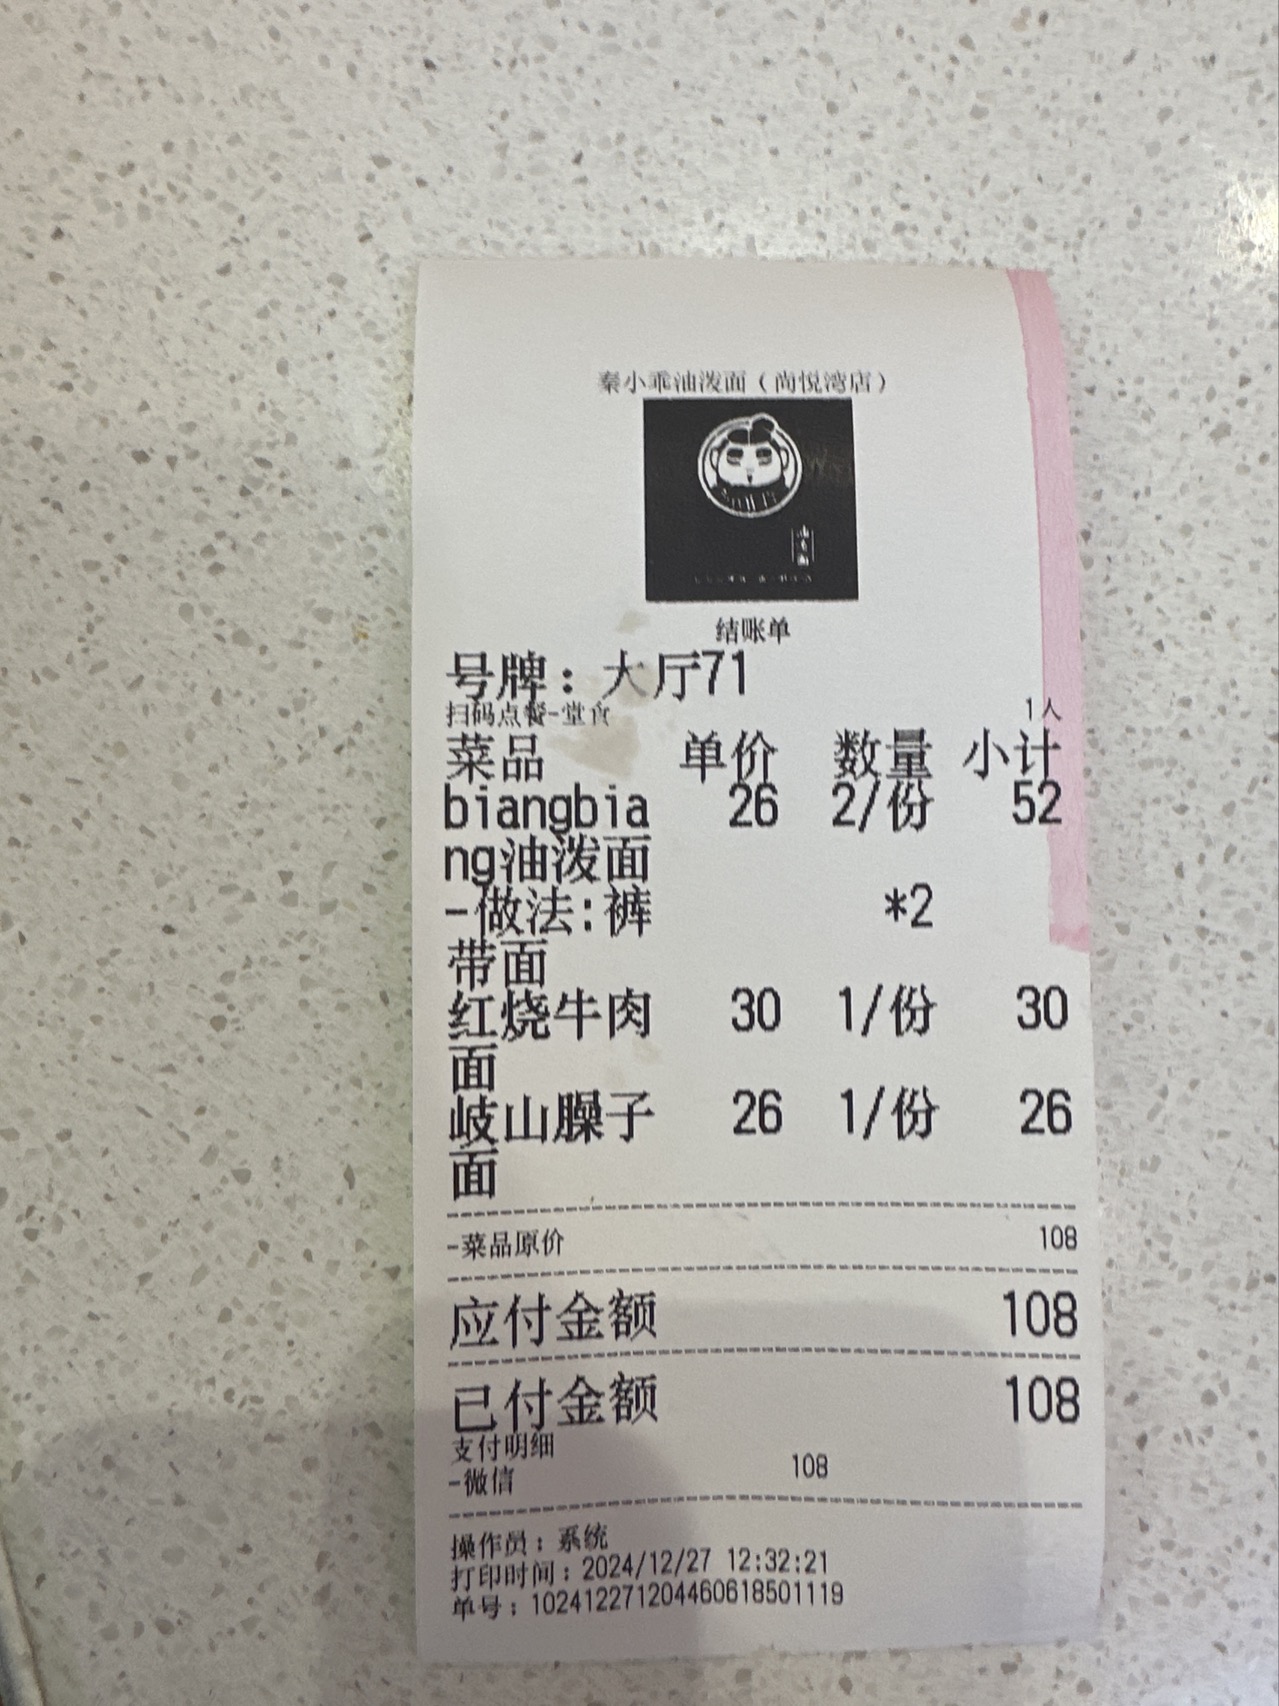 秦小乖油泼面（尚悦湾店）
结账单
号牌：大厅71
扫码点餐-堂食 1人
菜品 单价 数量 小计
biangbia 26 2/份 52
ng油泼面
-做法:裤 *2
带面
红烧牛肉 30 1/份 30
面
岐山臊子 26 1/份 26
面
-菜品原价 108
应付金额 108
已付金额 108
支付明细
-微信 108
操作员：系统
打印时间：2024/12/27 12:32:21
单号：10241227120446061850​1119